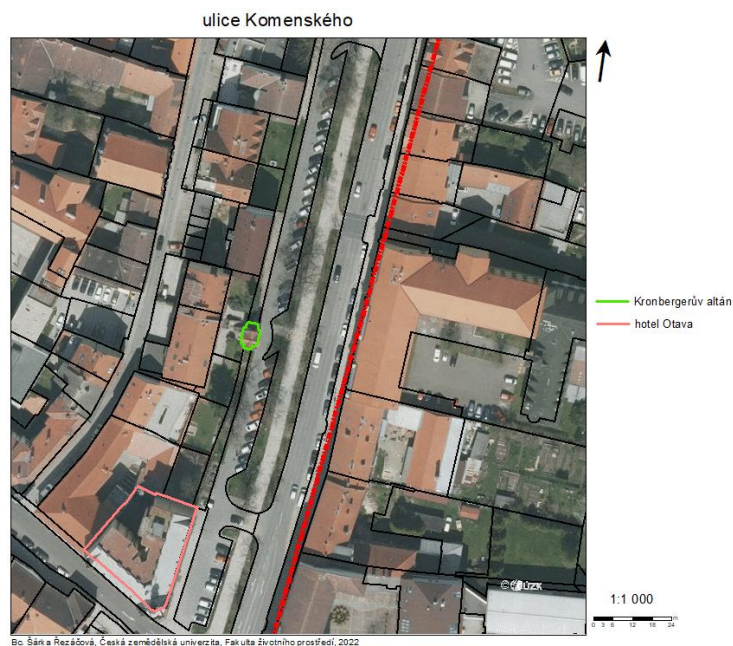 ulice Komenského
Kronbergerův altán
hotel Otava
© ČÚZK
1:1 000
0 3 6 12 18 24 m
Bc. Šárka Řezáčová, Česká zemědělská univerzita, Fakulta životního prostředí, 2022